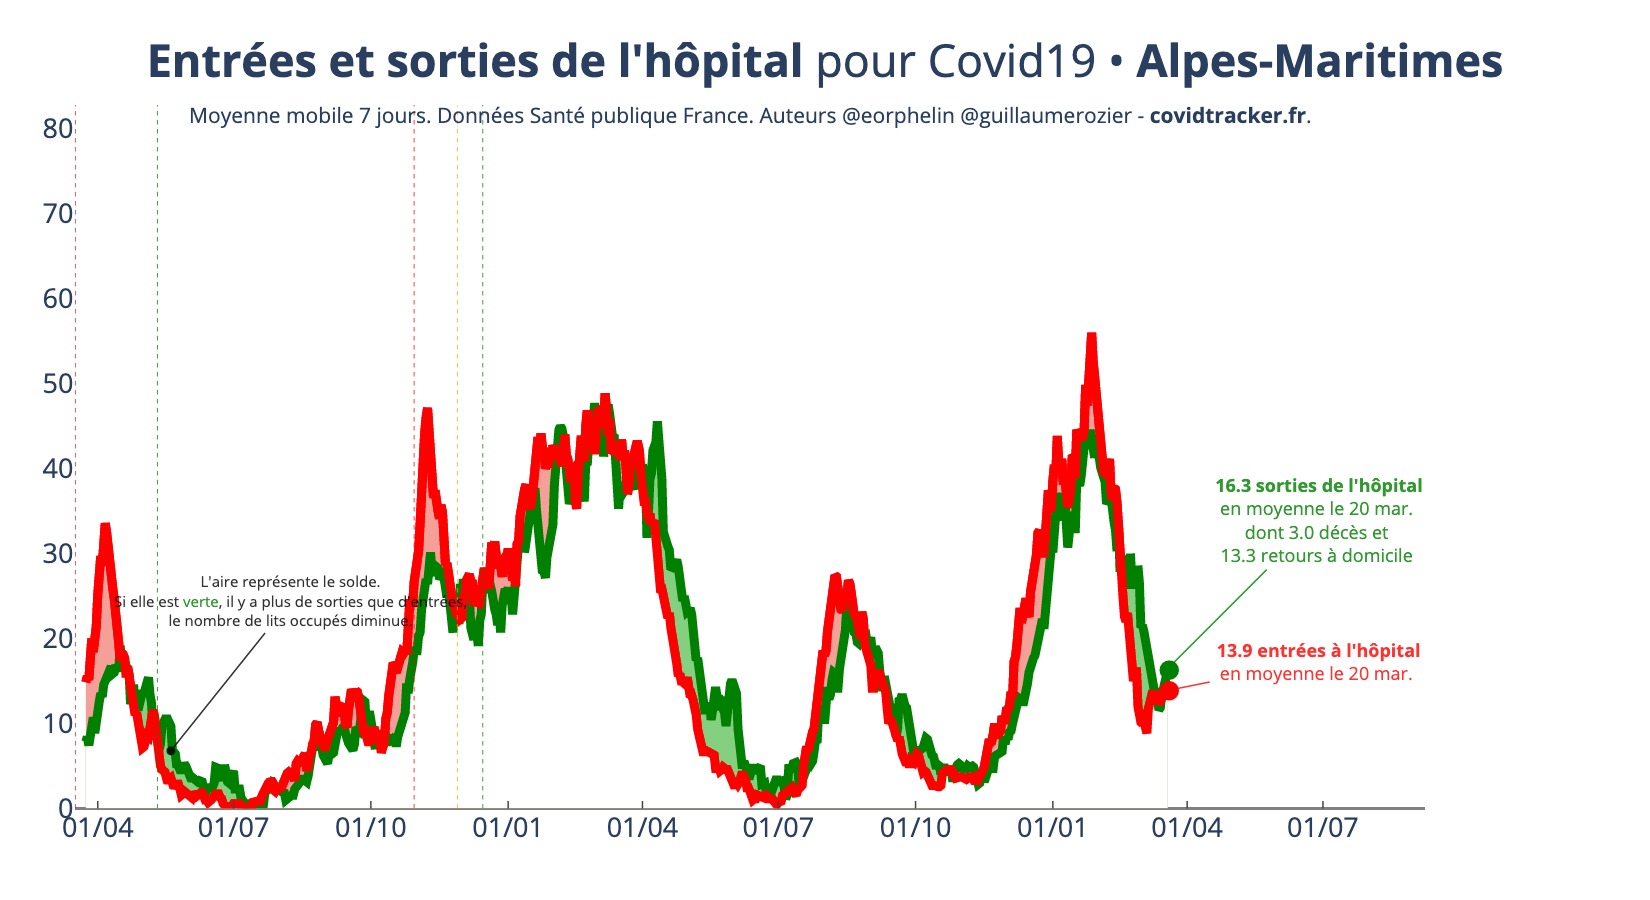 Entrées et sorties de l'hôpital pour Covid19 • Alpes-Maritimes
Moyenne mobile 7 jours. Données Santé publique France. Auteurs @eorphelin @guillaumerozier - covidtracker.fr.
80
70
60
50
40
30
20
10
0
L'aire représente le solde.
Si elle est verte, il y a plus de sorties que d'entrées,
le nombre de lits occupés diminue.
16.3 sorties de l'hôpital
en moyenne le 20 mar.
dont 3.0 décès et
13.3 retours à domicile
13.9 entrées à l'hôpital
en moyenne le 20 mar.
01/04 01/07 01/10 01/01 01/04 01/07 01/10 01/01 01/04 01/07